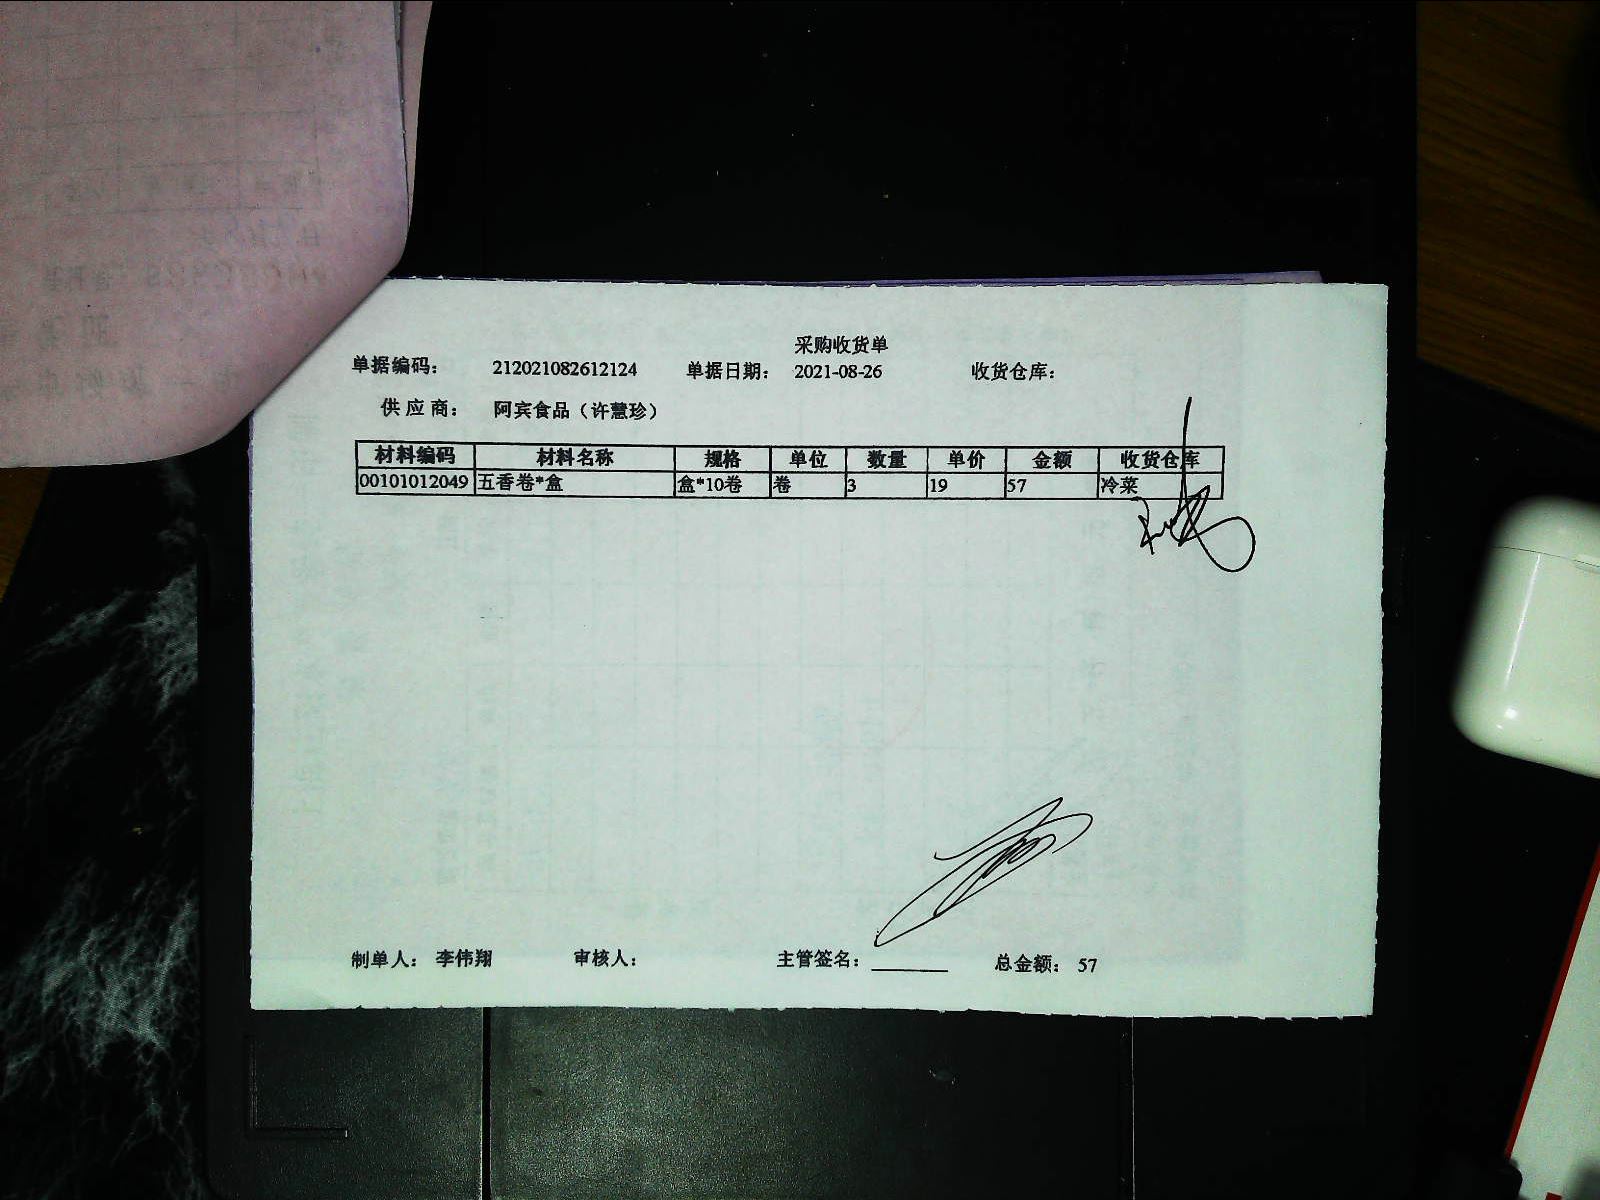 采购收货单
单据编码： 212021082612124 单据日期： 2021-08-26 收货仓库：
供应商： 阿宾食品（许慧珍）
材料编码 材料名称 规格 单位 数量 单价 金额 收货仓库
00101012049 五香卷*盒 盒*10卷 卷 3 19 57 冷菜
制单人： 李伟翔 审核人： 主管签名： 总金额： 57